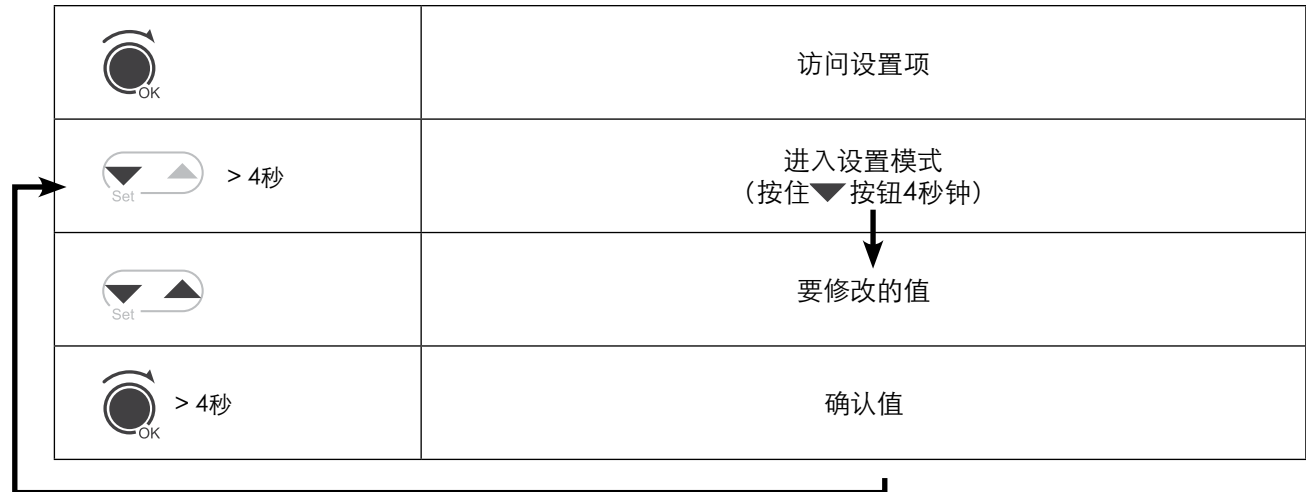 OK
访问设置项
Set
> 4秒
进入设置模式
（按住▼按钮4秒钟）
Set
要修改的值
OK
> 4秒
确认值